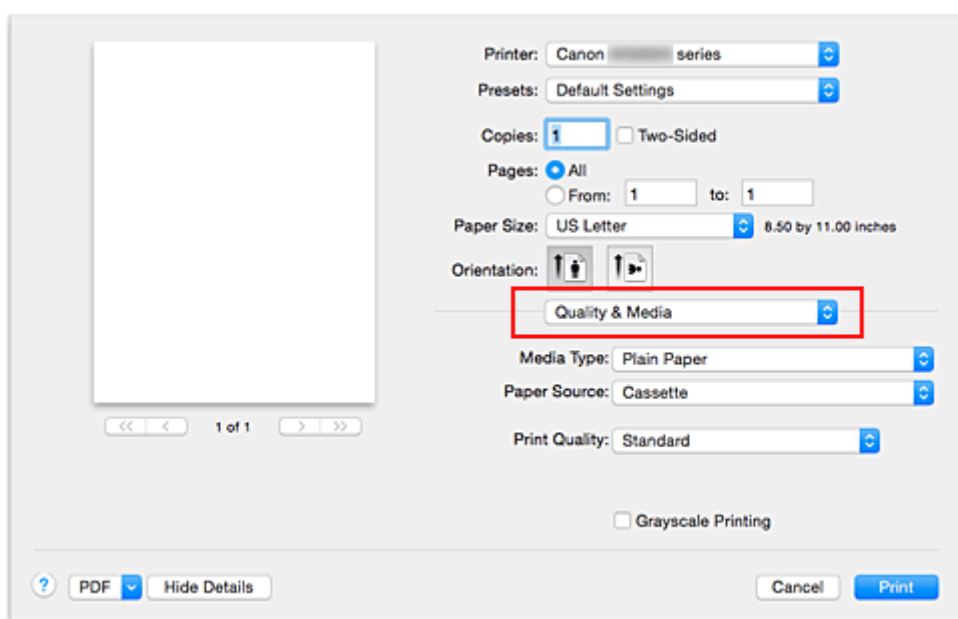 Printer: Canon series
Presets: Default Settings
Copies: 1 Two-Sided
Pages: All
From: 1 to: 1
Paper Size: US Letter 8.50 by 11.00 inches
Orientation:
Quality & Media
Media Type: Plain Paper
Paper Source: Cassette
1 of 1
Print Quality: Standard
Grayscale Printing
? PDF Hide Details Cancel Print